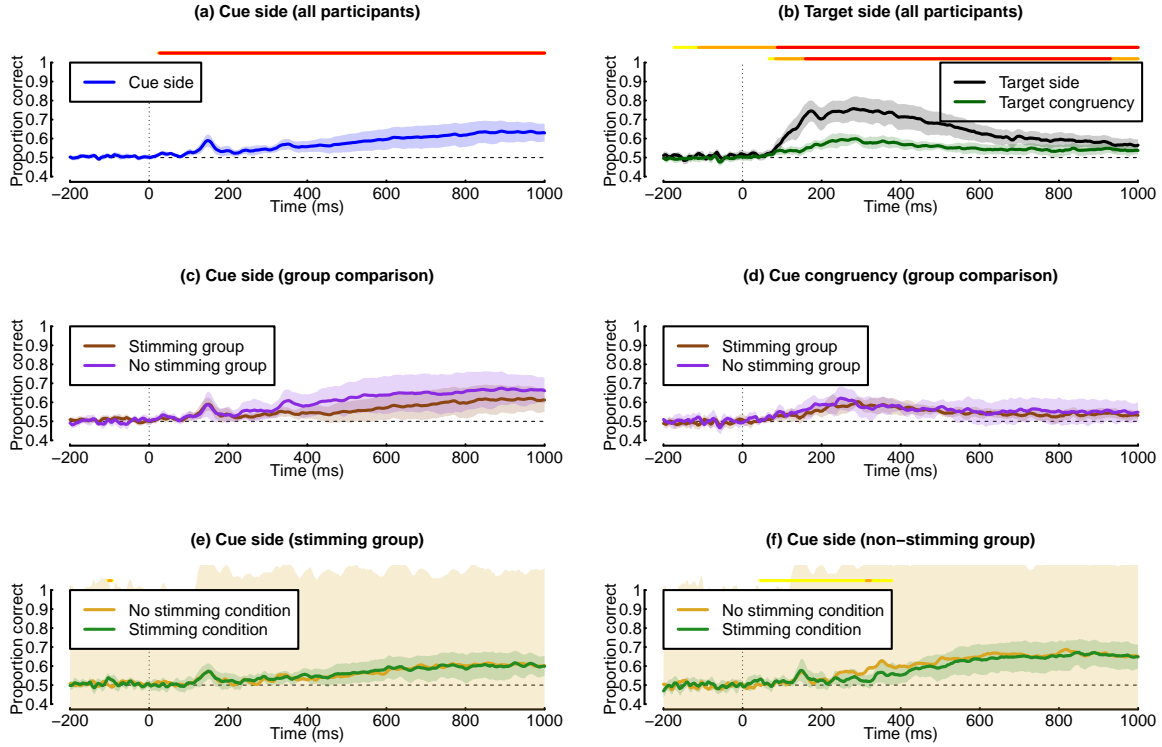 (a) Cue side (all participants)
Proportion correct
1
0.9
0.8
0.7
0.6
0.5
0.4
Cue side
−200 0 200 400 600 800 1000
Time (ms)
(b) Target side (all participants)
Proportion correct
1
0.9
0.8
0.7
0.6
0.5
0.4
Target side
Target congruency
−200 0 200 400 600 800 1000
Time (ms)
(c) Cue side (group comparison)
Proportion correct
1
0.9
0.8
0.7
0.6
0.5
0.4
Stimming group
No stimming group
−200 0 200 400 600 800 1000
Time (ms)
(d) Cue congruency (group comparison)
Proportion correct
1
0.9
0.8
0.7
0.6
0.5
0.4
Stimming group
No stimming group
−200 0 200 400 600 800 1000
Time (ms)
(e) Cue side (stimming group)
Proportion correct
1
0.9
0.8
0.7
0.6
0.5
0.4
No stimming condition
Stimming condition
−200 0 200 400 600 800 1000
Time (ms)
(f) Cue side (non−stimming group)
Proportion correct
1
0.9
0.8
0.7
0.6
0.5
0.4
No stimming condition
Stimming condition
−200 0 200 400 600 800 1000
Time (ms)